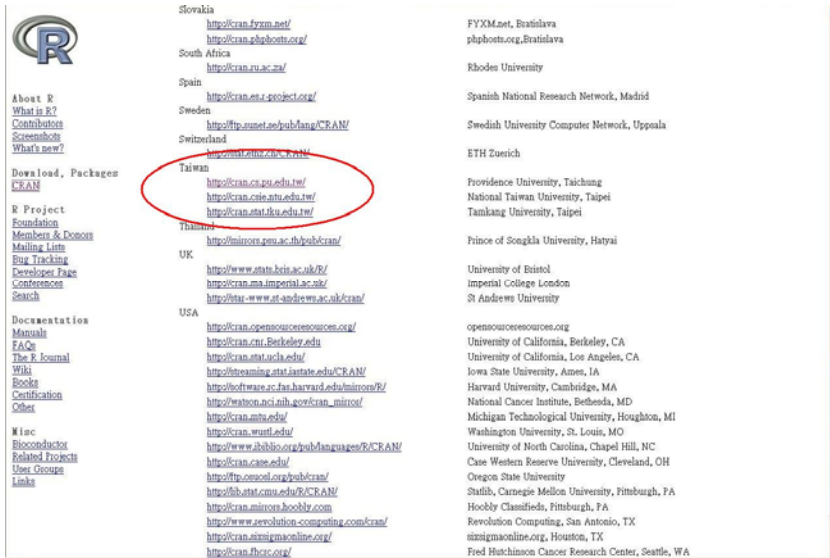 R
About R
What is R?
Contributors
Screenshots
What's new?
Download, Packages
CRAN
R Project
Foundation
Members & Donors
Mailing Lists
Bug Tracking
Developer Page
Conferences
Search
Documentation
Manuals
FAQs
The R Journal
Wiki
Books
Certification
Other
Misc
Bioconductor
Related Projects
User Groups
Links
Slovakia
http://cran.fyxm.net/ FYXM.net, Bratislava
http://cran.phphosts.org/ phphosts.org,Bratislava
South Africa
http://cran.ru.ac.za/ Rhodes University
Spain
http://cran.es.r-project.org/ Spanish National Research Network, Madrid
Sweden
http://ftp.sunet.se/pub/lang/CRAN/ Swedish University Computer Network, Uppsala
Switzerland
http://stat.ethz.ch/CRAN/ ETH Zuerich
Taiwan
http://cran.cs.pu.edu.tw/ Providence University, Taichung
http://cran.csie.ntu.edu.tw/ National Taiwan University, Taipei
http://cran.stat.tku.edu.tw/ Tamkang University, Taipei
Thailand
http://mirrors.psu.ac.th/pub/cran/ Prince of Songkla University, Hatyai
UK
http://www.stats.bris.ac.uk/R/ University of Bristol
http://cran.ma.imperial.ac.uk/ Imperial College London
http://star-www.st-andrews.ac.uk/cran/ St Andrews University
USA
http://cran.opensourceresources.org/ opensourceresources.org
http://cran.cnr.Berkeley.edu University of California, Berkeley, CA
http://cran.stat.ucla.edu/ University of California, Los Angeles, CA
http://streaming.stat.iastate.edu/CRAN/ Iowa State University, Ames, IA
http://software.rc.fas.harvard.edu/mirrors/R/ Harvard University, Cambridge, MA
http://watson.nci.nih.gov/cran_mirror/ National Cancer Institute, Bethesda, MD
http://cran.mtu.edu/ Michigan Technological University, Houghton, MI
http://cran.wustl.edu/ Washington University, St. Louis, MO
http://www.ibiblio.org/pub/languages/R/CRAN/ University of North Carolina, Chapel Hill, NC
http://cran.case.edu/ Case Western Reserve University, Cleveland, OH
http://ftp.osuosl.org/pub/cran/ Oregon State University
http://lib.stat.cmu.edu/R/CRAN/ Statlib, Carnegie Mellon University, Pittsburgh, PA
http://cran.mirrors.hoobly.com Hoobly Classifieds, Pittsburgh, PA
http://www.revolution-computing.com/cran/ Revolution Computing, San Antonio, TX
http://cran.sixsigmaonline.org/ sixsigmaonline.org, Houston, TX
http://cran.fhcrc.org/ Fred Hutchinson Cancer Research Center, Seattle, WA